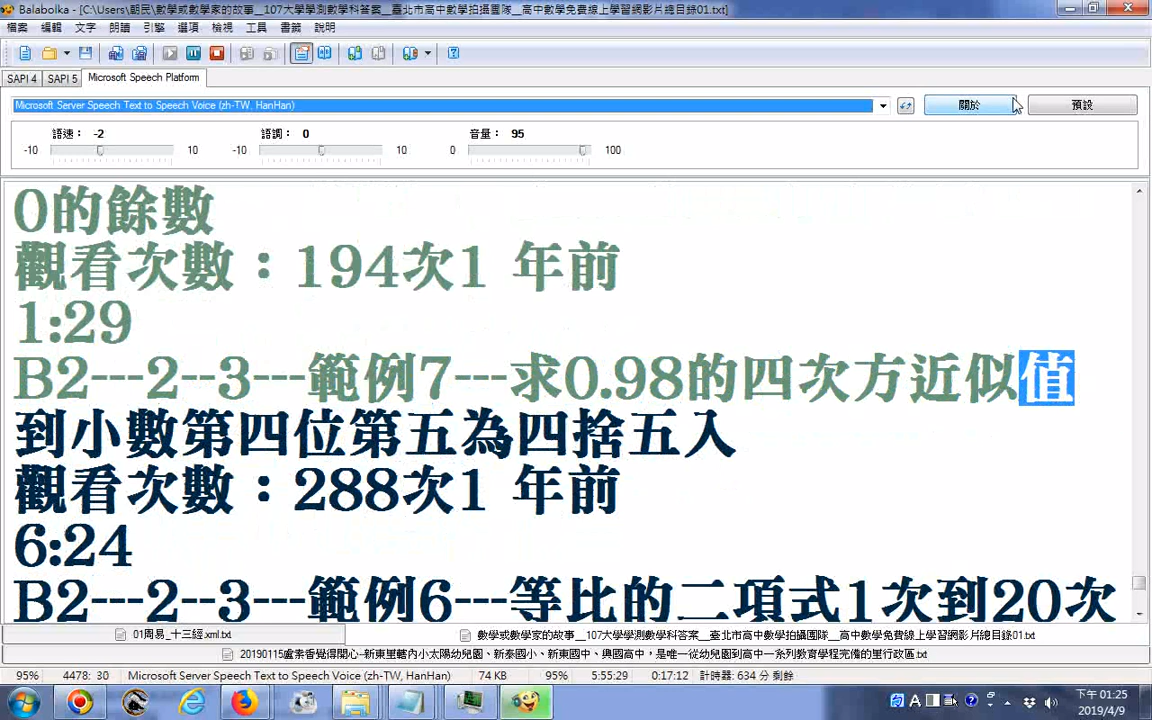 Balabolka - [C:\Users\朝民\數學或數學家的故事__107大學學測數學科答案__臺北市高中數學拍攝團隊__高中數學免費線上學習網影片總目錄01.txt]
檔案 編輯 文字 朗讀 引擎 選項 檢視 工具 書籤 說明
SAPI 4 SAPI 5 Microsoft Speech Platform
Microsoft Server Speech Text to Speech Voice (zh-TW, HanHan)
關於 預設
語速： -2 語調： 0 音量： 95
-10 10 -10 10 0 100
0的餘數
觀看次數：194次1 年前
1:29
B2---2--3---範例7---求0.98的四次方近似值
到小數第四位第五為四捨五入
觀看次數：288次1 年前
6:24
B2---2--3---範例6---等比的二項式1次到20次
01周易_十三經.xml.txt 數學或數學家的故事__107大學學測數學科答案__臺北市高中數學拍攝團隊__高中數學免費線上學習網影片總目錄01.txt
20190115盧素香覺得開心-新東里轄內小太陽幼兒園、新泰國小、新東國中、興國高中，是唯一從幼兒園到高中一系列教育學程完備的里行政區.txt
95% 4478: 30 Microsoft Server Speech Text to Speech Voice (zh-TW, HanHan) 74 KB 95% 5:55:29 0:17:12 計時器： 634 分 剩餘
下午 01:25
2019/4/9